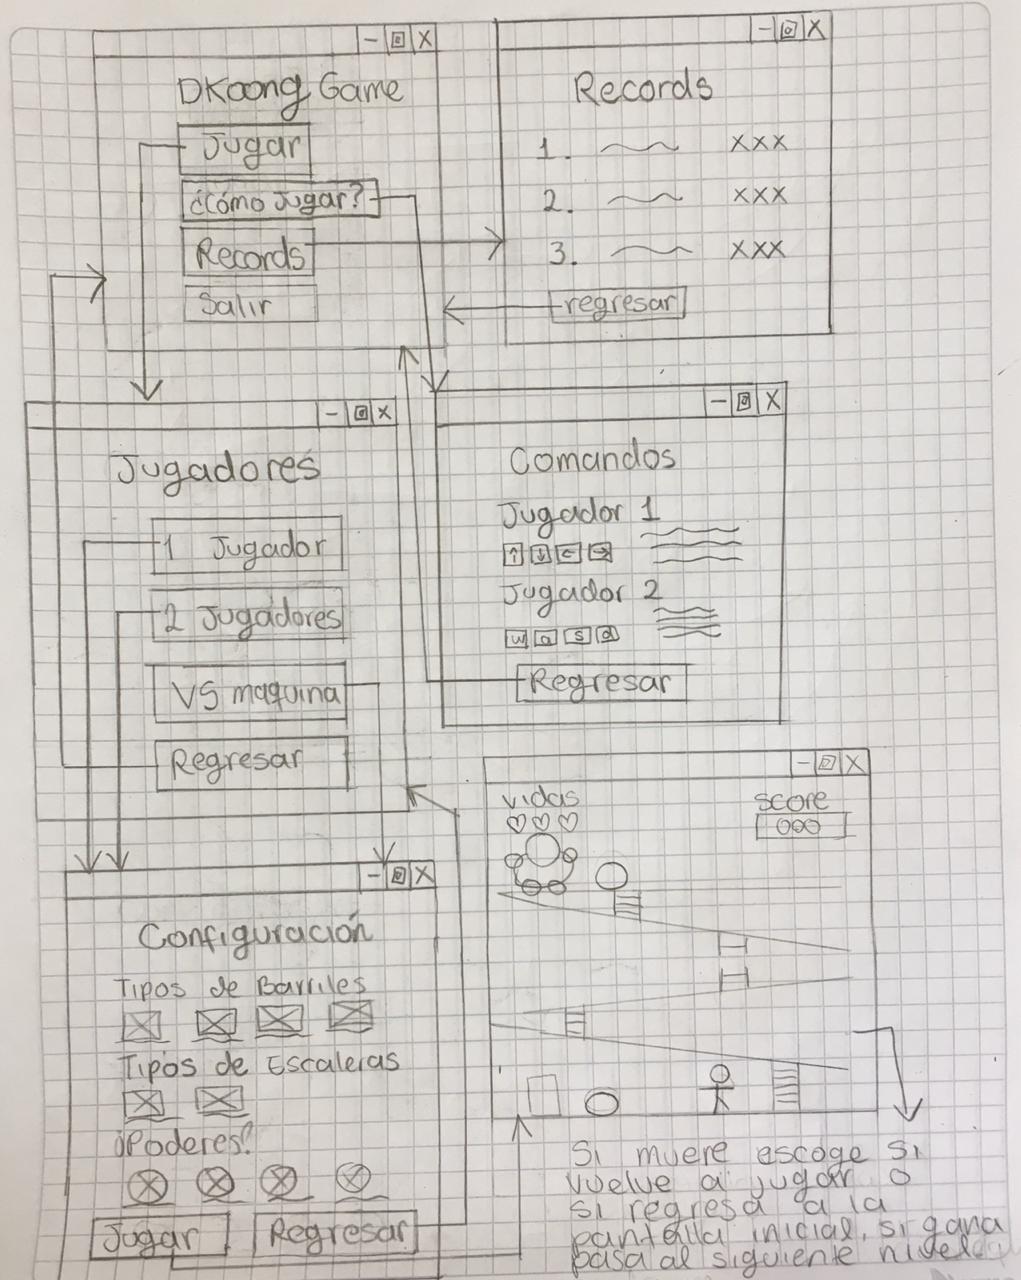 DKoong Game
Jugar
¿Cómo Jugar?
Records
Salir
Records
1. xxx
2. xxx
3. xxx
regresar
Jugadores
1 Jugador
2 Jugadores
VS maquina
Regresar
Comandos
Jugador 1
↑ ↓ ← →
Jugador 2
w a s d
Regresar
Configuración
Tipos de Barriles
Tipos de Escaleras
¿Poderes?
Jugar Regresar
vidas score
♡♡♡ 000
Si muere escoge si
vuelve a jugar o
si regresa a la
pantalla inicial, si gana
pasa al siguiente nivel.